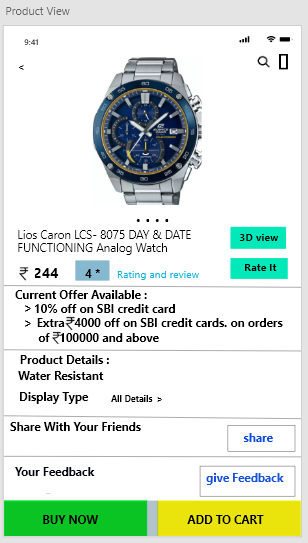 Product View
9:41
<
Lios Caron LCS- 8075 DAY & DATE
FUNCTIONING Analog Watch
3D view
₹ 244
4 *
Rating and review
Rate It
Current Offer Available :
> 10% off on SBI credit card
> Extra₹4000 off on SBI credit cards. on orders
of ₹100000 and above
Product Details :
Water Resistant
Display Type
All Details >
Share With Your Friends
share
Your Feedback
give Feedback
BUY NOW
ADD TO CART